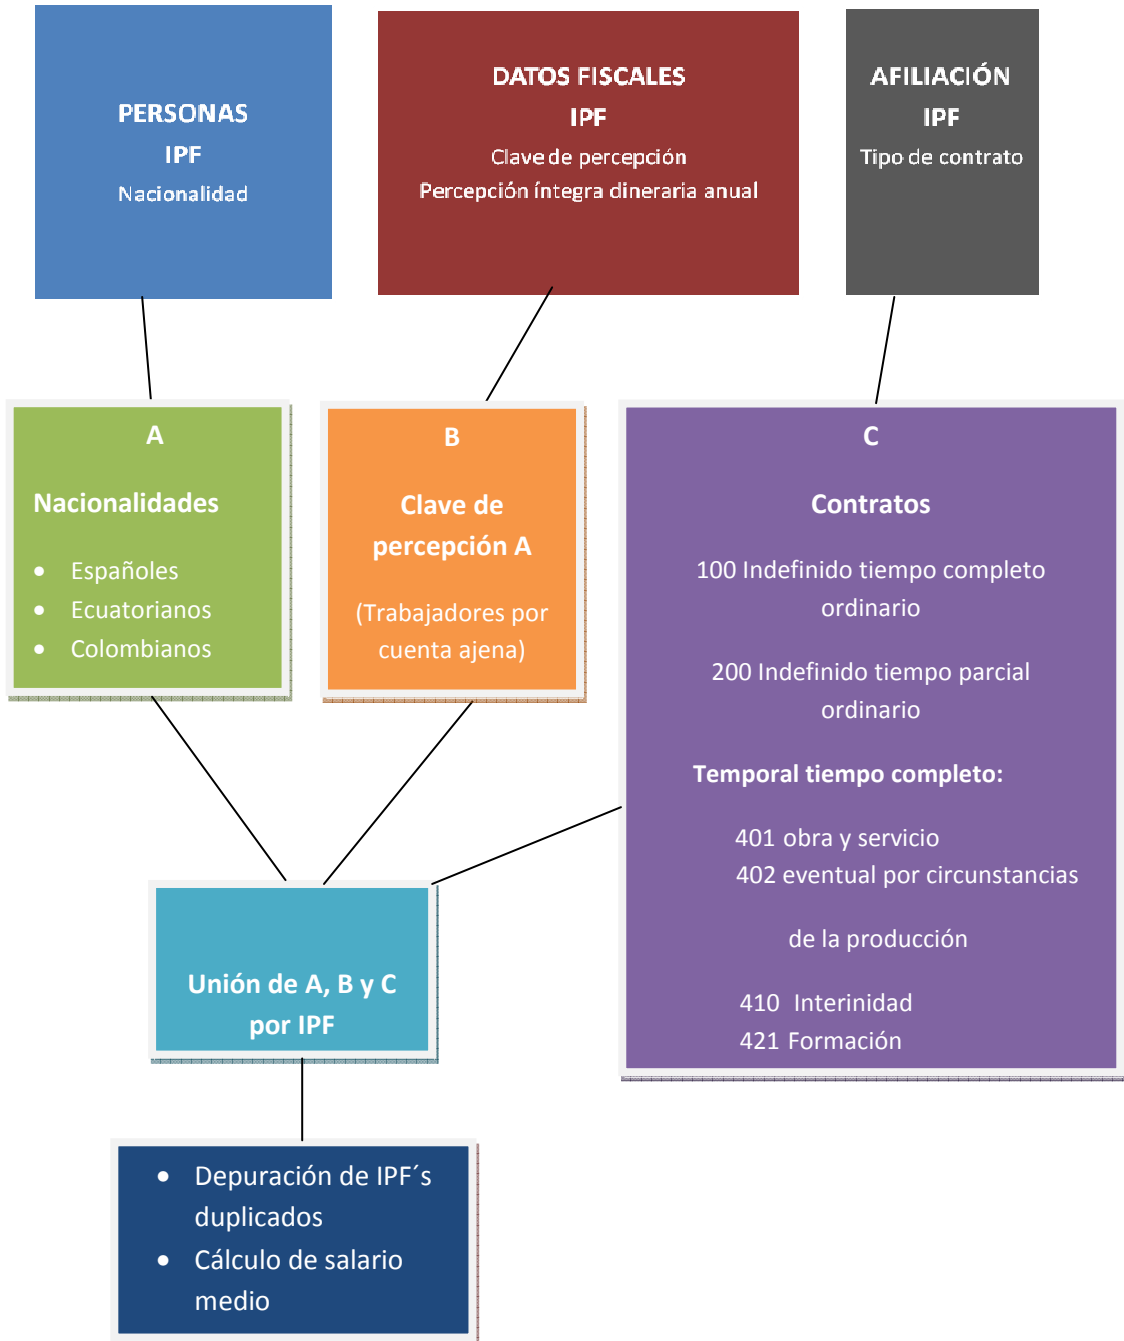 PERSONAS
IPF
Nacionalidad
DATOS FISCALES
IPF
Clave de percepción
Percepción íntegra dineraria anual
AFILIACIÓN
IPF
Tipo de contrato
A
Nacionalidades
• Españoles
• Ecuatorianos
• Colombianos
B
Clave de
percepción A
(Trabajadores por
cuenta ajena)
C
Contratos
100 Indefinido tiempo completo
ordinario
200 Indefinido tiempo parcial
ordinario
Temporal tiempo completo:
401 obra y servicio
402 eventual por circunstancias
de la producción
410 Interinidad
421 Formación
Unión de A, B y C
por IPF
• Depuración de IPF´s
duplicados
• Cálculo de salario
medio